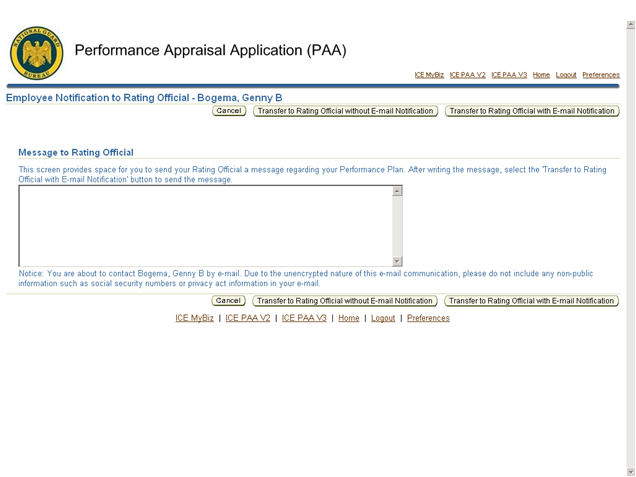 NATIONAL GUARD
BUREAU
Performance Appraisal Application (PAA)
ICE MyBiz ICE PAA V2 ICE PAA V3 Home Logout Preferences
Employee Notification to Rating Official - Bogema, Genny B
Cancel Transfer to Rating Official without E-mail Notification Transfer to Rating Official with E-mail Notification
Message to Rating Official
This screen provides space for you to send your Rating Official a message regarding your Performance Plan. After writing the message, select the 'Transfer to Rating
Official with E-mail Notification' button to send the message.
Notice: You are about to contact Bogema, Genny B by e-mail. Due to the unencrypted nature of this e-mail communication, please do not include any non-public
information such as social security numbers or privacy act information in your e-mail.
Cancel Transfer to Rating Official without E-mail Notification Transfer to Rating Official with E-mail Notification
ICE MyBiz | ICE PAA V2 | ICE PAA V3 | Home | Logout | Preferences